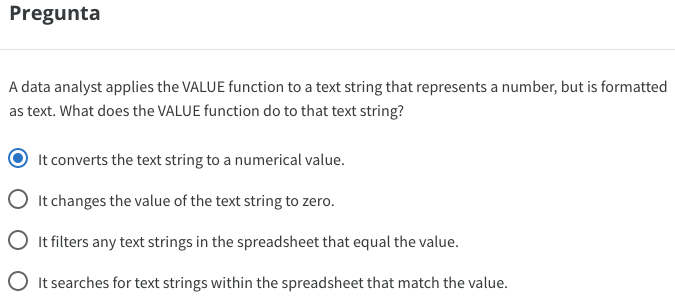 Pregunta
A data analyst applies the VALUE function to a text string that represents a number, but is formatted
as text. What does the VALUE function do to that text string?
It converts the text string to a numerical value.
It changes the value of the text string to zero.
It filters any text strings in the spreadsheet that equal the value.
It searches for text strings within the spreadsheet that match the value.